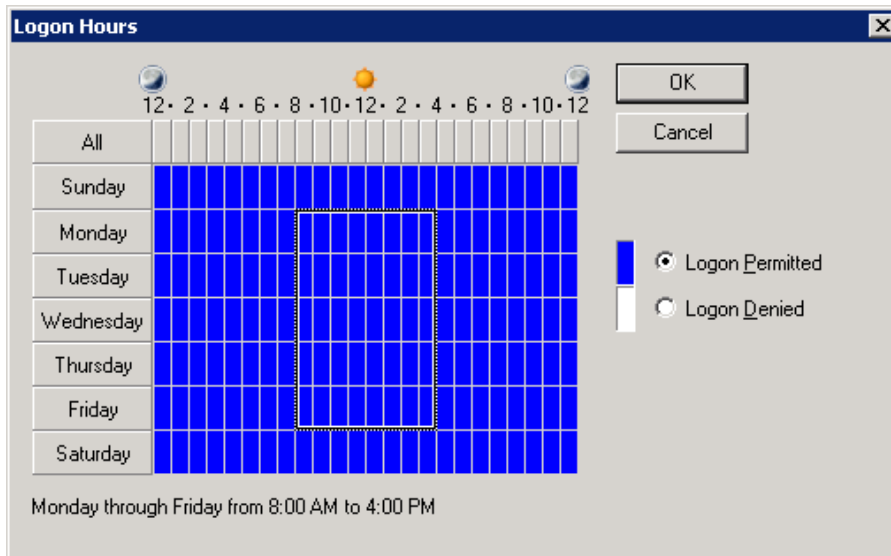 Logon Hours
12 · 2 · 4 · 6 · 8 · 10 · 12 · 2 · 4 · 6 · 8 · 10 · 12
OK
Cancel
All
Sunday
Monday
Tuesday
Wednesday
Thursday
Friday
Saturday
Logon Permitted
Logon Denied
Monday through Friday from 8:00 AM to 4:00 PM